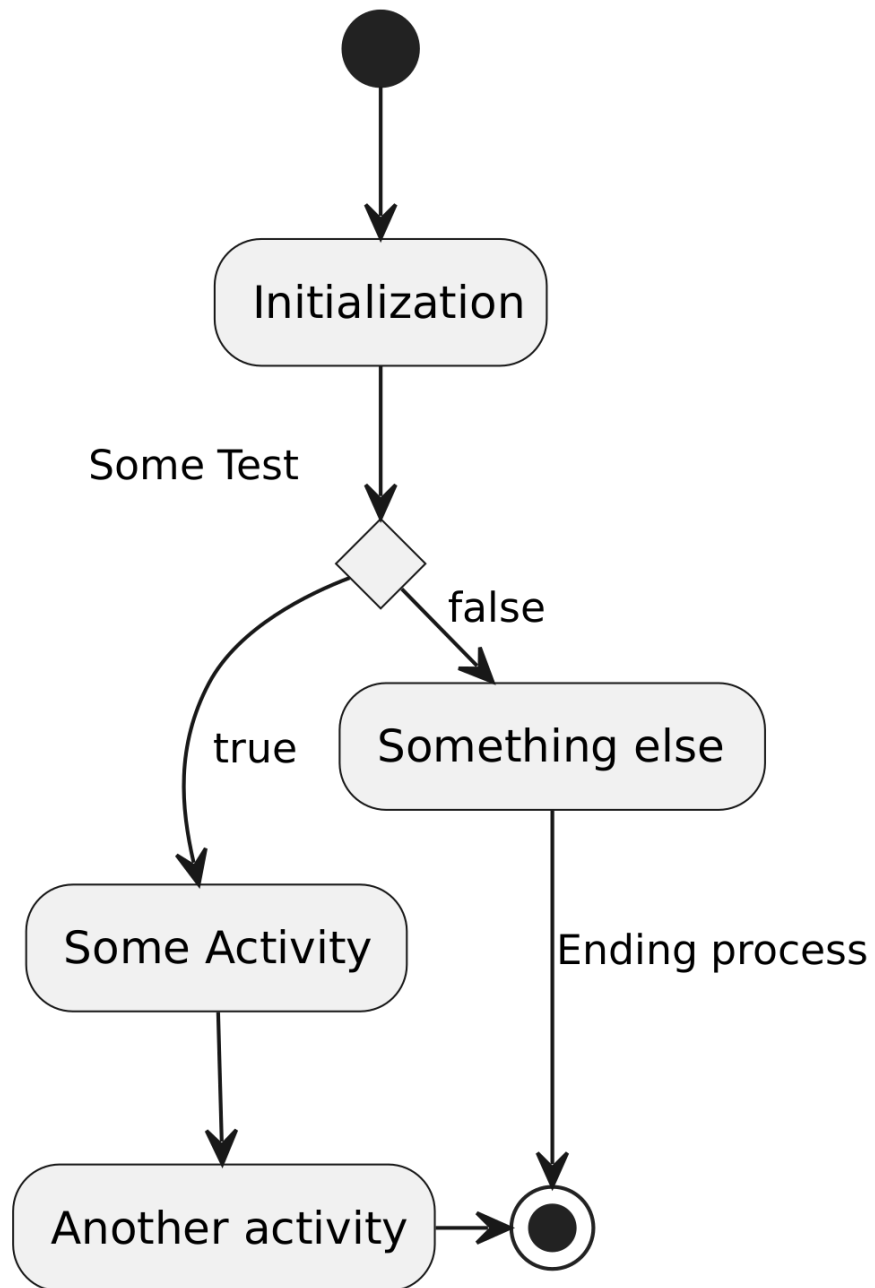 Initialization
Some Test
false
Something else
true
Some Activity
Ending process
Another activity